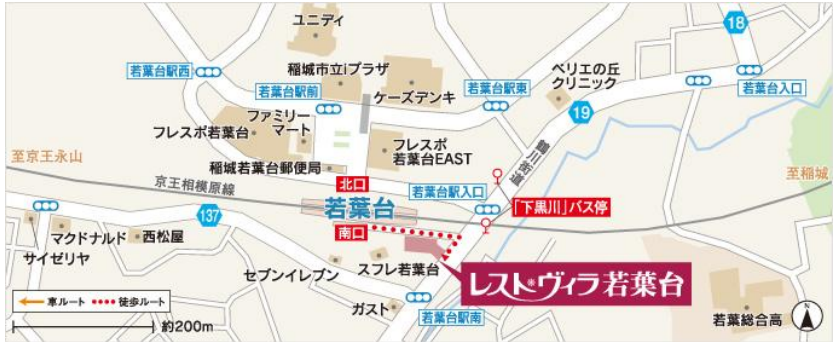 ユニディ
18
若葉台駅西
稲城市立iプラザ
ベリエの丘
クリニック
若葉台駅前
ケーズデンキ
若葉台駅東
若葉台入口
19
ファミリー
マート
フレスポ若葉台
フレスポ
若葉台EAST
鶴川街道
至京王永山
稲城若葉台郵便局
至稲城
京王相模原線
北口
若葉台駅入口
若葉台
「下黒川」バス停
137
南口
マクドナルド
西松屋
サイゼリヤ
セブンイレブン
スフレ若葉台
レストヴィラ若葉台
車ルート
徒歩ルート
ガスト
若葉台駅南
若葉総合高
約200m
N